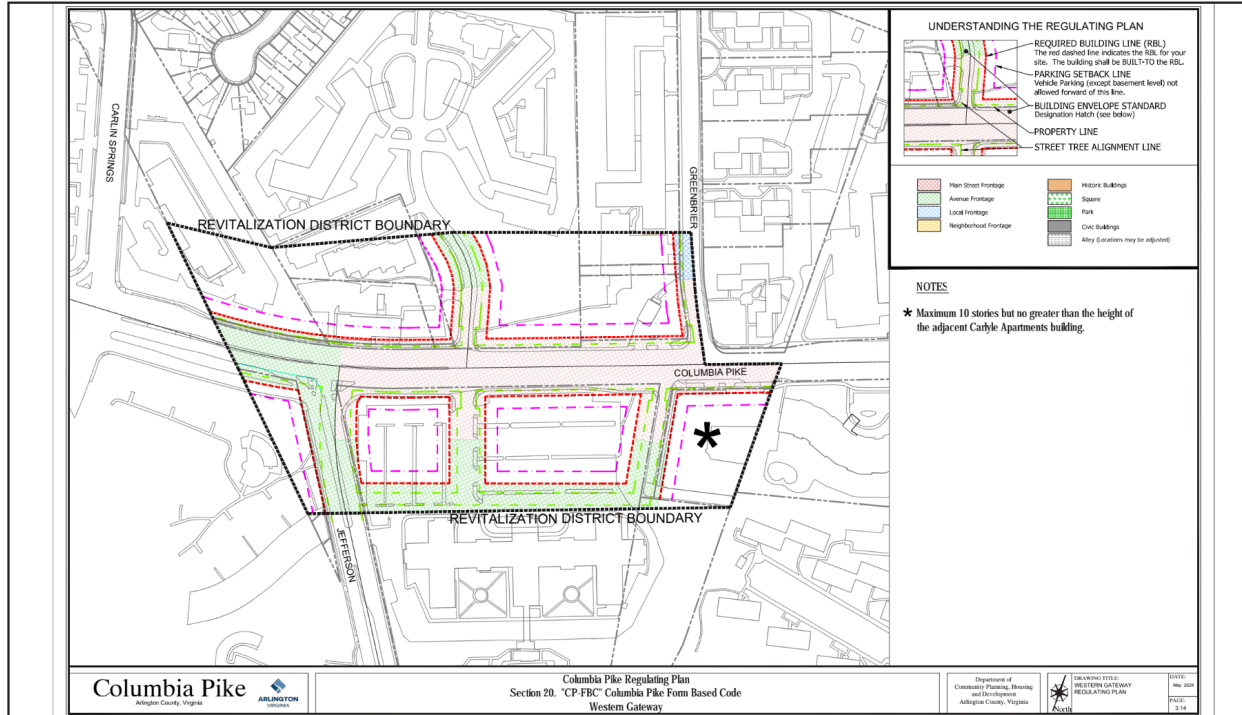 UNDERSTANDING THE REGULATING PLAN
REQUIRED BUILDING LINE (RBL)
The red dashed line indicates the RBL for your
site. The building shall be BUILT-TO the RBL.
PARKING SETBACK LINE
Vehicle Parking (except basement level) not
allowed forward of this line.
BUILDING ENVELOPE STANDARD
Designation Hatch (see below)
PROPERTY LINE
STREET TREE ALIGNMENT LINE
Main Street Frontage
Avenue Frontage
Local Frontage
Neighborhood Frontage
Historic Buildings
Square
Park
Civic Buildings
Alley (Locations may be adjusted)
NOTES
* Maximum 10 stories but no greater than the height of
the adjacent Carlyle Apartments building.
CARLIN SPRINGS
GREENBRIER
REVITALIZATION DISTRICT BOUNDARY
COLUMBIA PIKE
*
REVITALIZATION DISTRICT BOUNDARY
JEFFERSON
Columbia Pike
Arlington County, Virginia
ARLINGTON
VIRGINIA
Columbia Pike Regulating Plan
Section 20. "CP-FBC" Columbia Pike Form Based Code
Western Gateway
Department of
Community Planning, Housing
and Development
Arlington County, Virginia
North
DRAWING TITLE:
WESTERN GATEWAY
REGULATING PLAN
DATE:
May 2024
PAGE:
3.14